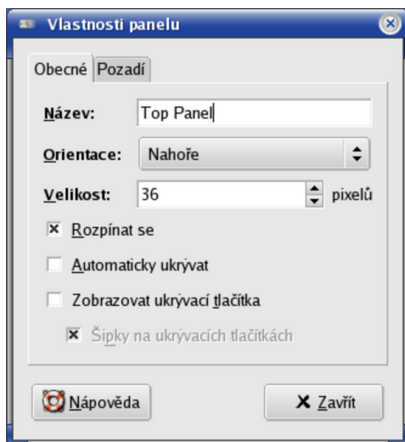 Vlastnosti panelu
Obecné Pozadí
Název: Top Panel
Orientace: Nahoře
Velikost: 36 pixelů
Rozpínat se
Automaticky ukrývat
Zobrazovat ukrývací tlačítka
Šipky na ukrývacích tlačítkách
Nápověda Zavřít